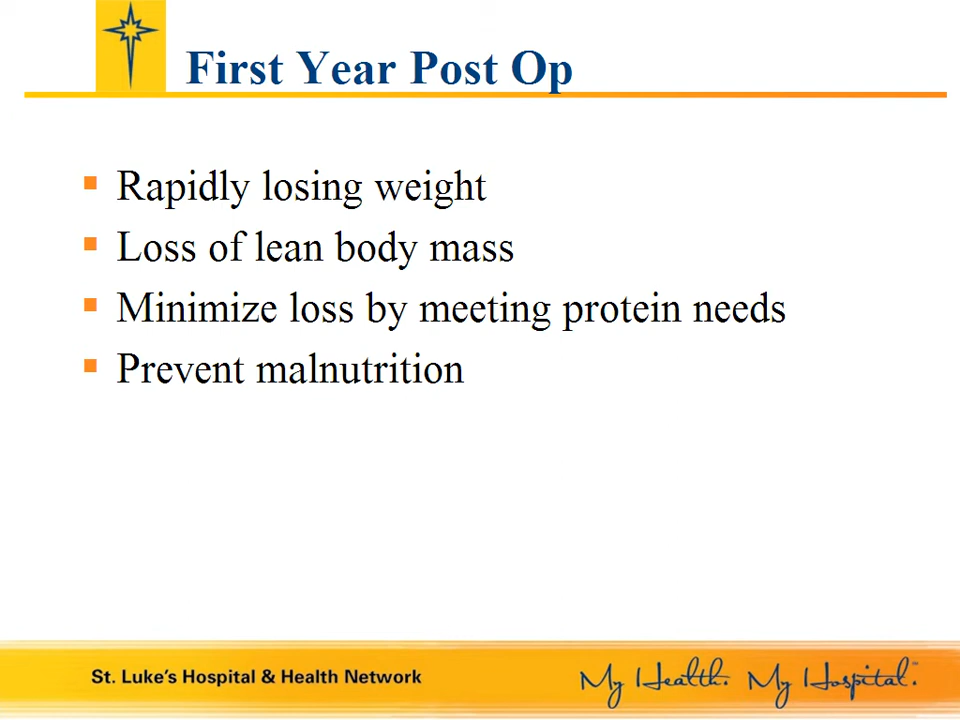 First Year Post Op
Rapidly losing weight
Loss of lean body mass
Minimize loss by meeting protein needs
Prevent malnutrition
St. Luke's Hospital & Health Network
My Health. My Hospital.℠